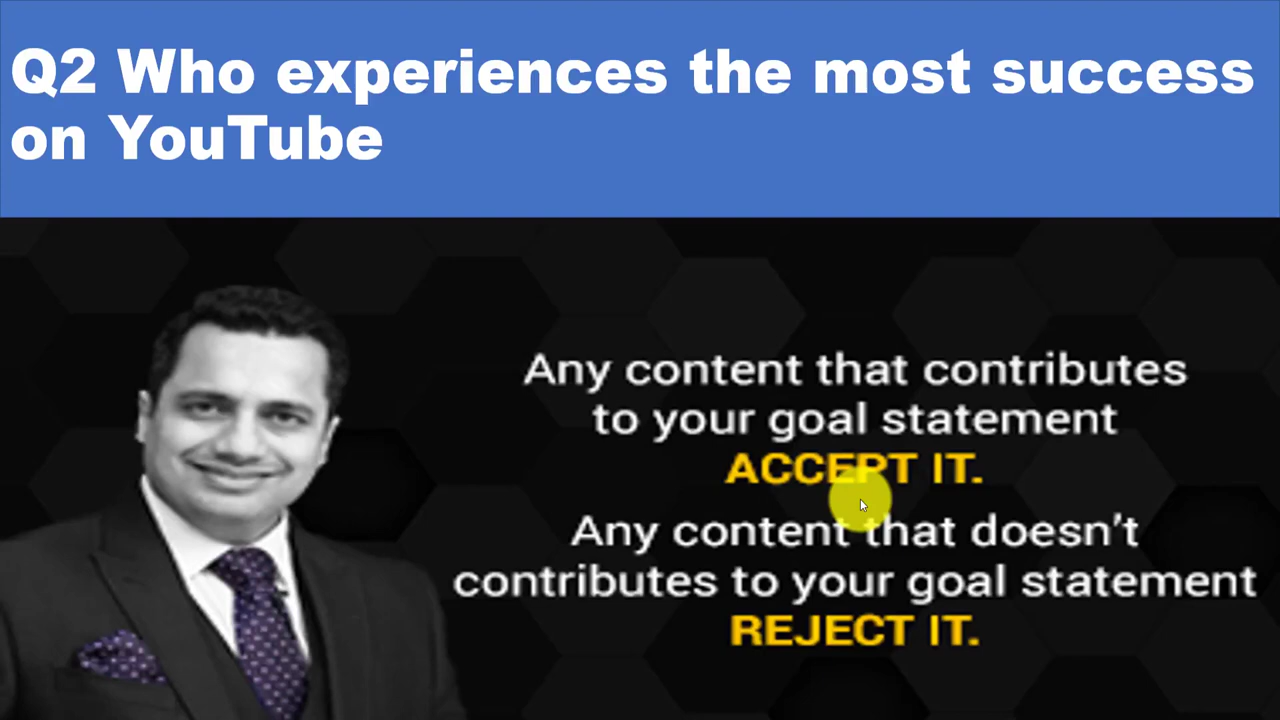 Q2 Who experiences the most success
on YouTube
Any content that contributes
to your goal statement
ACCEPT IT.
Any content that doesn't
contributes to your goal statement
REJECT IT.